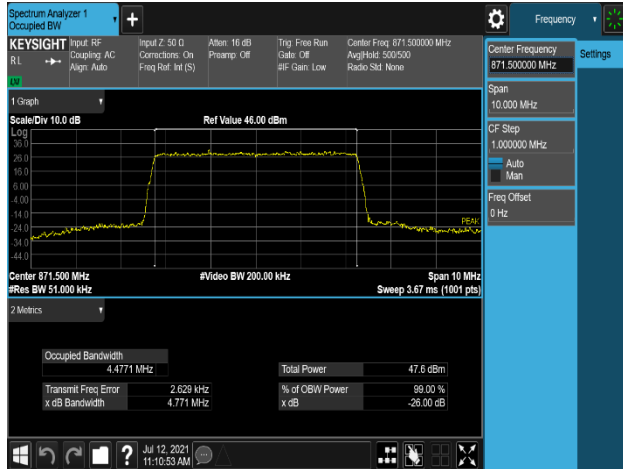 Spectrum Analyzer 1
Occupied BW
+
Frequency
KEYSIGHT
R L
Input: RF
Coupling: AC
Align: Auto
Input Z: 50 Ω
Corrections: On
Freq Ref: Int (S)
Atten: 16 dB
Preamp: Off
Trig: Free Run
Gate: Off
#IF Gain: Low
Center Freq: 871.500000 MHz
Avg|Hold: 500/500
Radio Std: None
Center Frequency
871.500000 MHz
Settings
Span
10.000 MHz
CF Step
1.000000 MHz
Auto
Man
Freq Offset
0 Hz
1 Graph
Scale/Div 10.0 dB
Ref Value 46.00 dBm
Log
36.0
26.0
16.0
6.00
-4.00
-14.0
-24.0
-34.0
-44.0
PEAK
Center 871.500 MHz
#Video BW 200.00 kHz
Span 10 MHz
#Res BW 51.000 kHz
Sweep 3.67 ms (1001 pts)
2 Metrics
Occupied Bandwidth
4.4771 MHz
Total Power 47.6 dBm
Transmit Freq Error 2.629 kHz
% of OBW Power 99.00 %
x dB Bandwidth 4.771 MHz
x dB -26.00 dB
?
Jul 12, 2021
11:10:53 AM